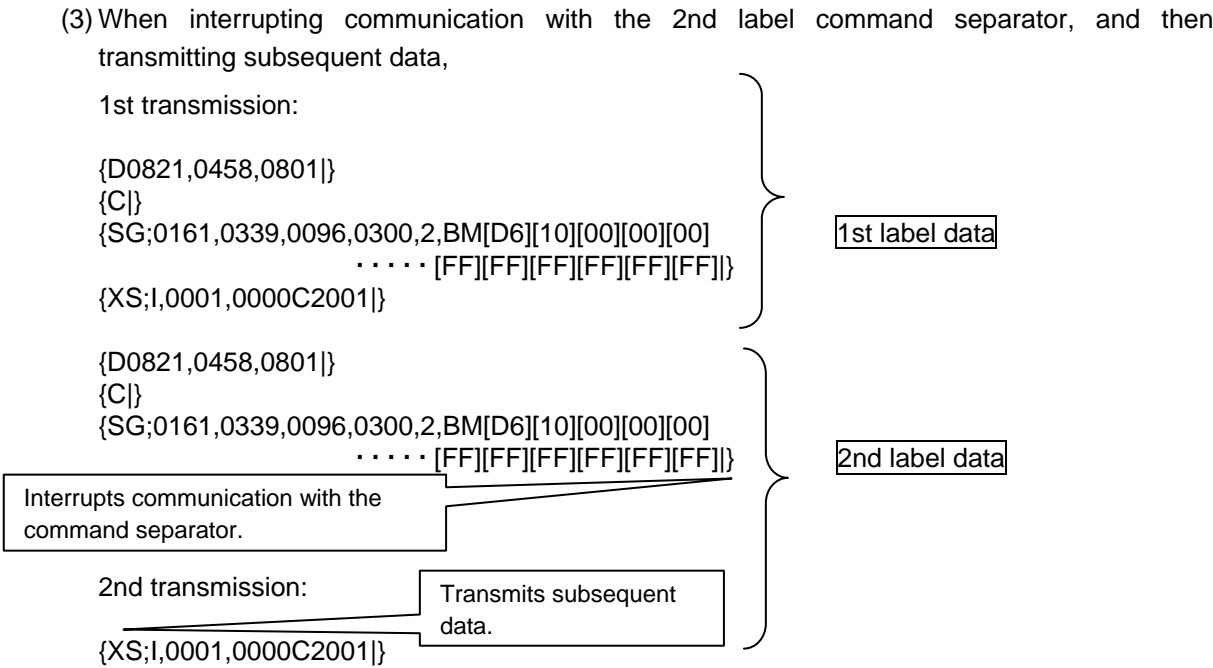 (3) When interrupting communication with the 2nd label command separator, and then
transmitting subsequent data,
1st transmission:
{D0821,0458,0801|}
{C|}
{SG;0161,0339,0096,0300,2,BM[D6][10][00][00][00]
･････[FF][FF][FF][FF][FF][FF]|}
{XS;I,0001,0000C2001|}
1st label data
{D0821,0458,0801|}
{C|}
{SG;0161,0339,0096,0300,2,BM[D6][10][00][00][00]
･････[FF][FF][FF][FF][FF][FF]|}
2nd label data
Interrupts communication with the
command separator.
2nd transmission:
Transmits subsequent
data.
{XS;I,0001,0000C2001|}